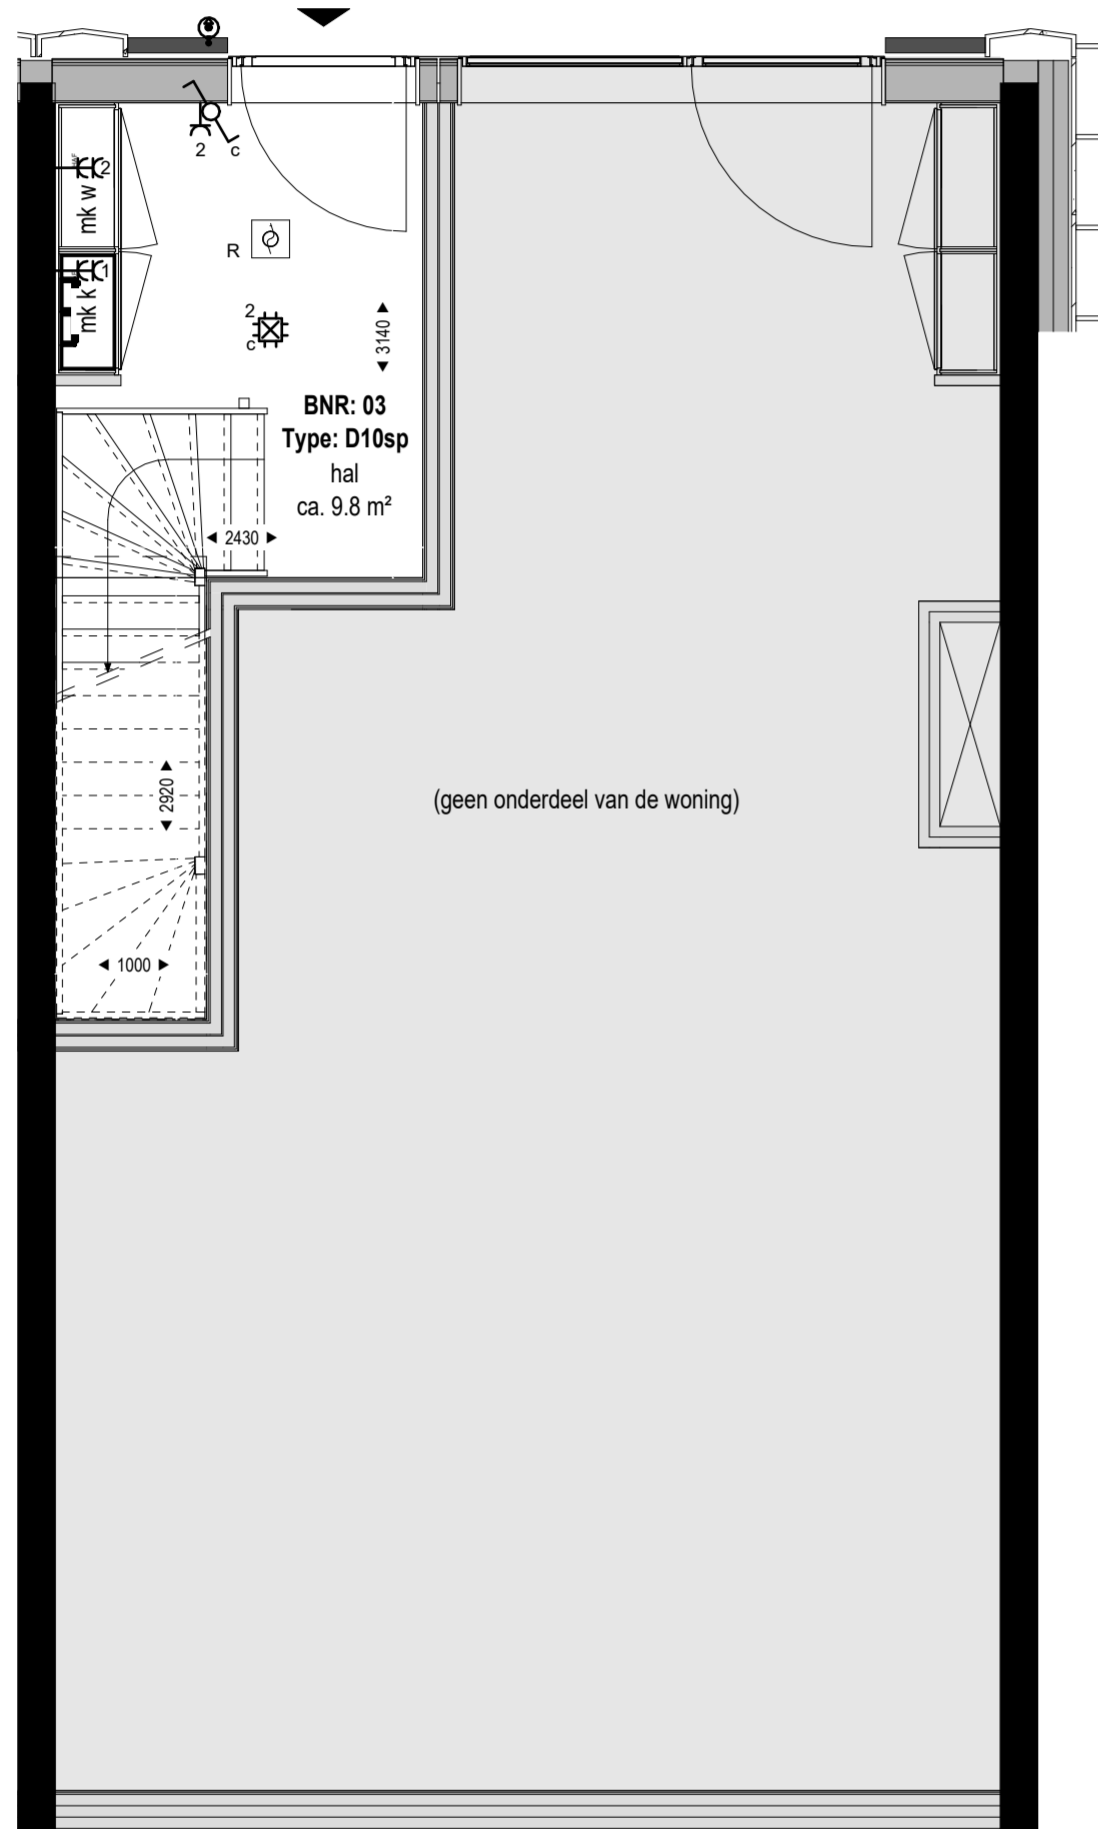 2 c
2
mk w
R
1
mk k
2
c
3140
BNR: 03
Type: D10sp
hal
ca. 9.8 m²
2430
2920
(geen onderdeel van de woning)
1000